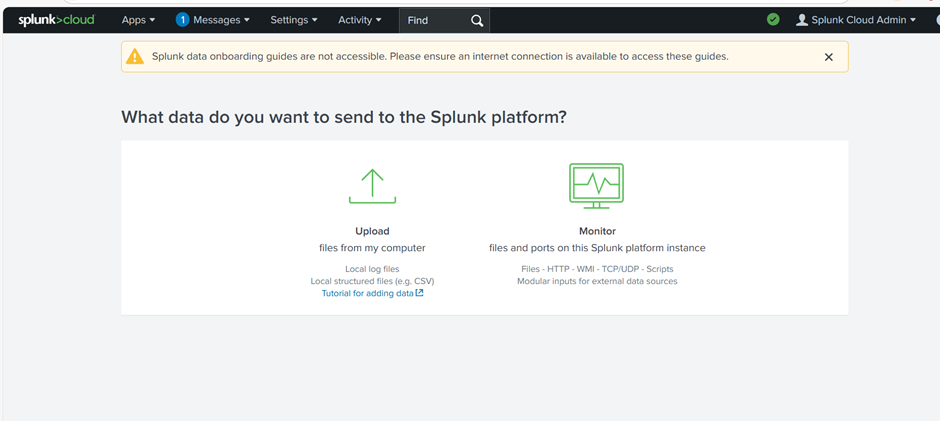 splunk>cloud Apps 1 Messages Settings Activity Find Splunk Cloud Admin
Splunk data onboarding guides are not accessible. Please ensure an internet connection is available to access these guides.
What data do you want to send to the Splunk platform?
Upload
files from my computer
Local log files
Local structured files (e.g. CSV)
Tutorial for adding data
Monitor
files and ports on this Splunk platform instance
Files - HTTP - WMI - TCP/UDP - Scripts
Modular inputs for external data sources